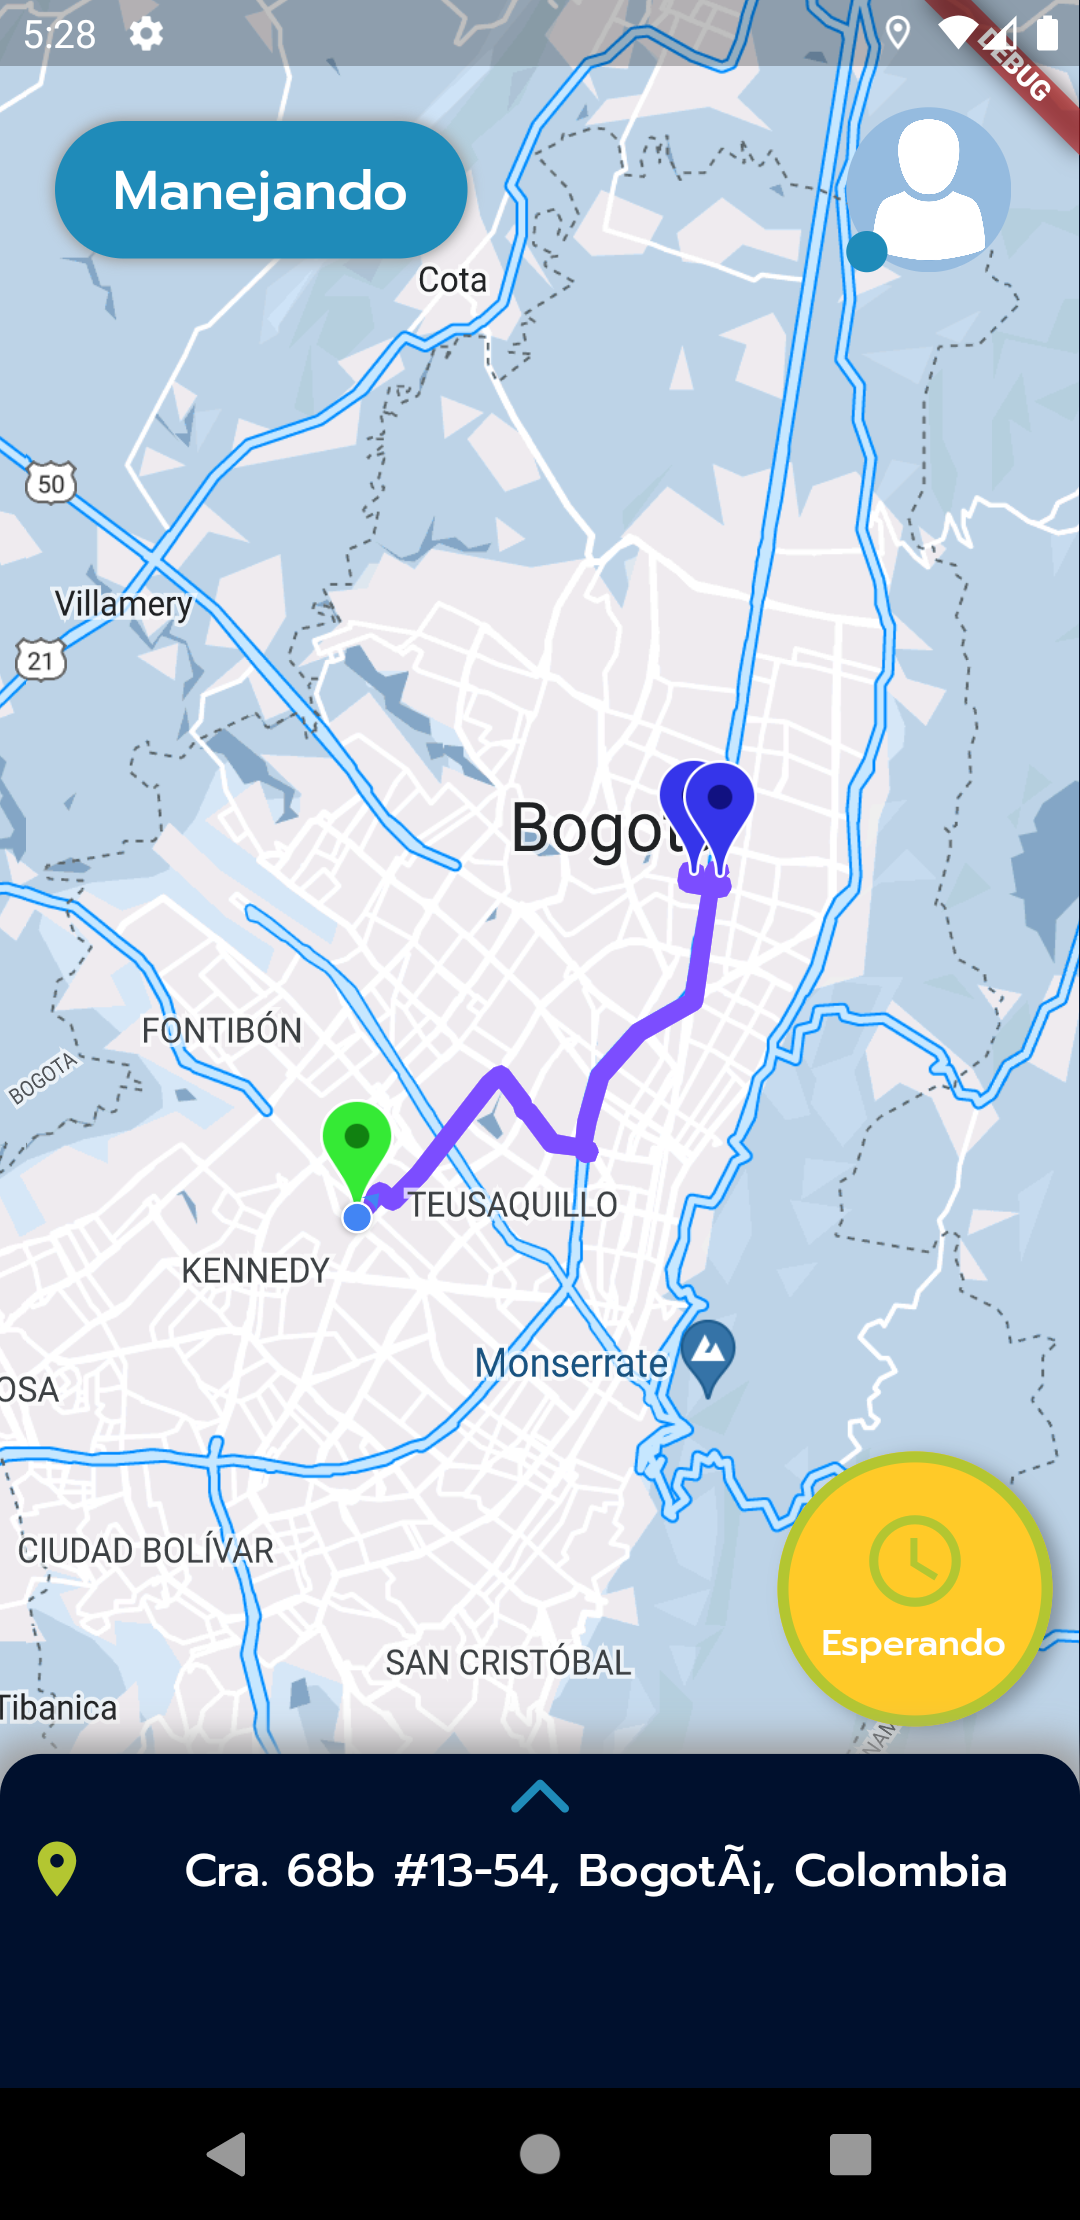 5:28
DEBUG
Manejando
Cota
50
Villamery
21
Bogot
FONTIBÓN
BOGOTA
TEUSAQUILLO
KENNEDY
Monserrate
OSA
CIUDAD BOLÍVAR
Esperando
SAN CRISTÓBAL
Tibanica
NAM
Cra. 68b #13-54, BogotÃ¡, Colombia